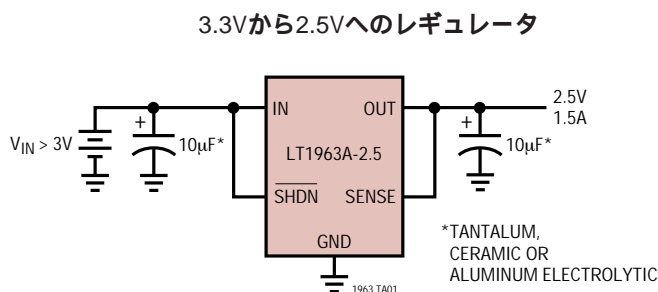 3.3Vから2.5Vへのレギュレータ
IN
OUT
2.5V
1.5A
+
+
VIN > 3V
10µF*
LT1963A-2.5
10µF*
SHDN
SENSE
GND
*TANTALUM,
CERAMIC OR
ALUMINUM ELECTROLYTIC
1963 TA01